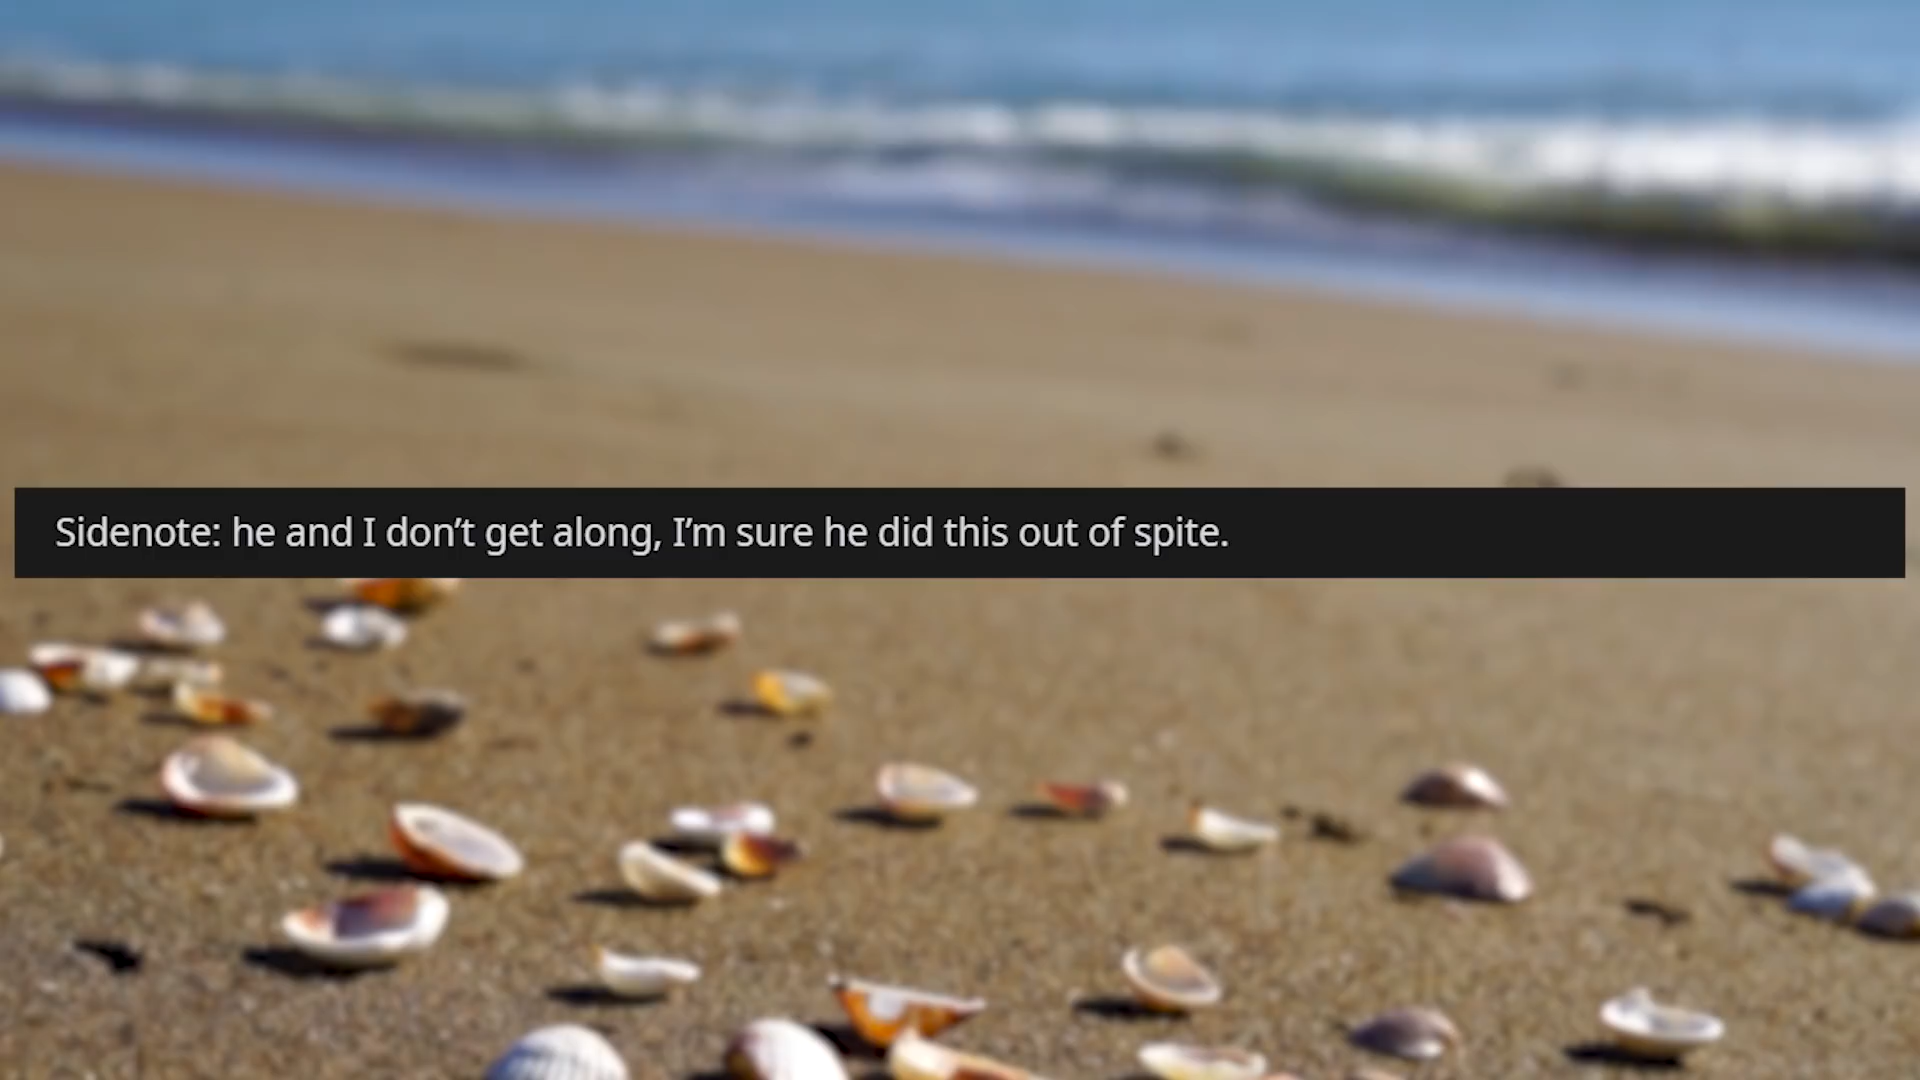 Sidenote: he and I don’t get along, I’m sure he did this out of spite.